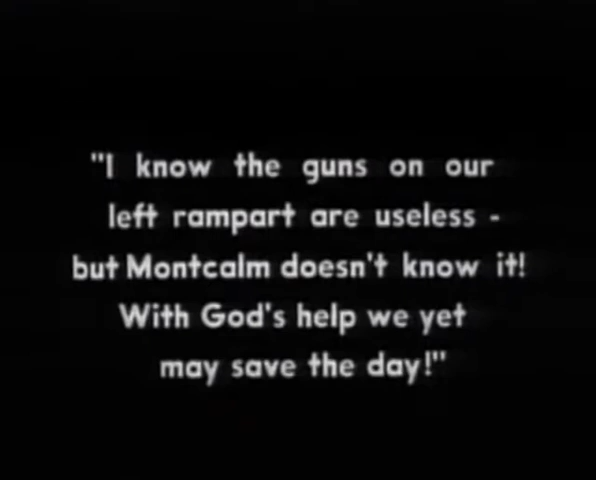 "I know the guns on our
left rampart are useless -
but Montcalm doesn't know it!
With God's help we yet
may save the day!"